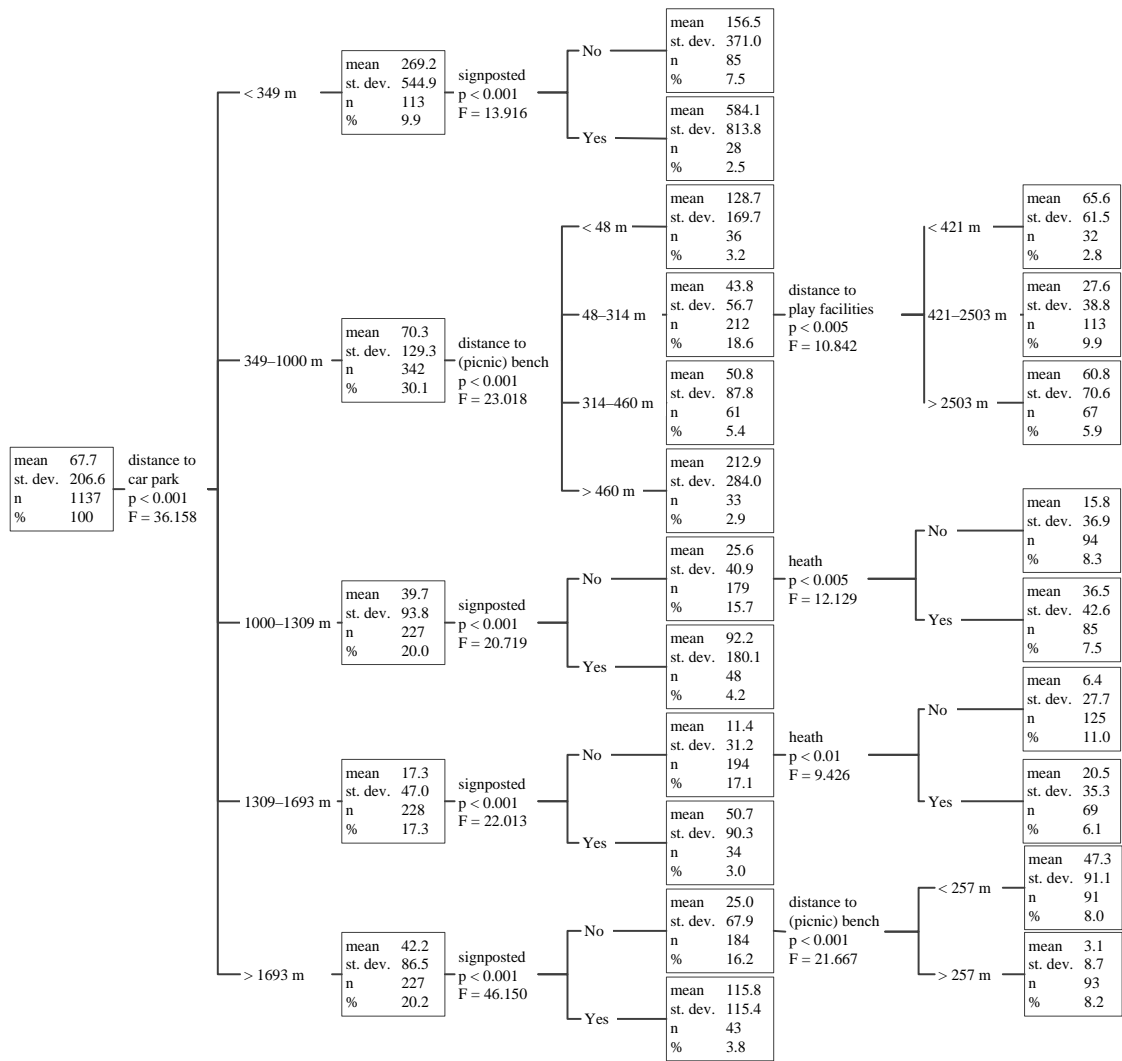 mean 67.7
st. dev. 206.6
n 1137
% 100
distance to
car park
p < 0.001
F = 36.158
< 349 m
mean 269.2
st. dev. 544.9
n 113
% 9.9
signposted
p < 0.001
F = 13.916
No
mean 156.5
st. dev. 371.0
n 85
% 7.5
Yes
mean 584.1
st. dev. 813.8
n 28
% 2.5
349–1000 m
mean 70.3
st. dev. 129.3
n 342
% 30.1
distance to
(picnic) bench
p < 0.001
F = 23.018
< 48 m
mean 128.7
st. dev. 169.7
n 36
% 3.2
48–314 m
mean 43.8
st. dev. 56.7
n 212
% 18.6
distance to
play facilities
p < 0.005
F = 10.842
< 421 m
mean 65.6
st. dev. 61.5
n 32
% 2.8
421–2503 m
mean 27.6
st. dev. 38.8
n 113
% 9.9
> 2503 m
mean 60.8
st. dev. 70.6
n 67
% 5.9
314–460 m
mean 50.8
st. dev. 87.8
n 61
% 5.4
> 460 m
mean 212.9
st. dev. 284.0
n 33
% 2.9
1000–1309 m
mean 39.7
st. dev. 93.8
n 227
% 20.0
signposted
p < 0.001
F = 20.719
No
mean 25.6
st. dev. 40.9
n 179
% 15.7
heath
p < 0.005
F = 12.129
No
mean 15.8
st. dev. 36.9
n 94
% 8.3
Yes
mean 36.5
st. dev. 42.6
n 85
% 7.5
Yes
mean 92.2
st. dev. 180.1
n 48
% 4.2
1309–1693 m
mean 17.3
st. dev. 47.0
n 228
% 17.3
signposted
p < 0.001
F = 22.013
No
mean 11.4
st. dev. 31.2
n 194
% 17.1
heath
p < 0.01
F = 9.426
No
mean 6.4
st. dev. 27.7
n 125
% 11.0
Yes
mean 20.5
st. dev. 35.3
n 69
% 6.1
Yes
mean 50.7
st. dev. 90.3
n 34
% 3.0
> 1693 m
mean 42.2
st. dev. 86.5
n 227
% 20.2
signposted
p < 0.001
F = 46.150
No
mean 25.0
st. dev. 67.9
n 184
% 16.2
distance to
(picnic) bench
p < 0.001
F = 21.667
< 257 m
mean 47.3
st. dev. 91.1
n 91
% 8.0
> 257 m
mean 3.1
st. dev. 8.7
n 93
% 8.2
Yes
mean 115.8
st. dev. 115.4
n 43
% 3.8